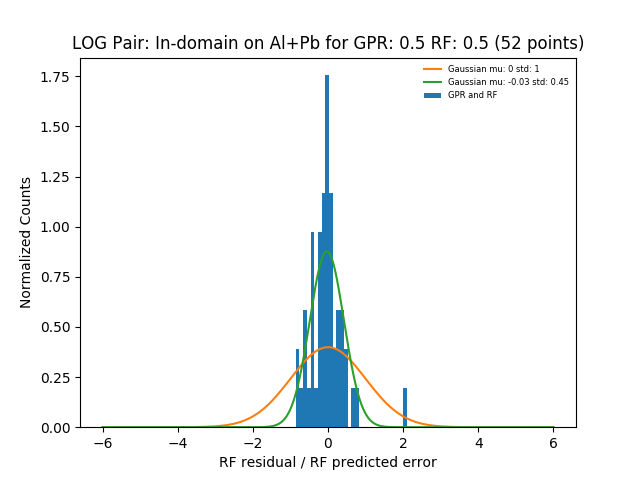 LOG Pair: In-domain on Al+Pb for GPR: 0.5 RF: 0.5 (52 points)
Gaussian mu: 0 std: 1
Gaussian mu: -0.03 std: 0.45
GPR and RF
Normalized Counts
1.75
1.50
1.25
1.00
0.75
0.50
0.25
0.00
−6 −4 −2 0 2 4 6
RF residual / RF predicted error